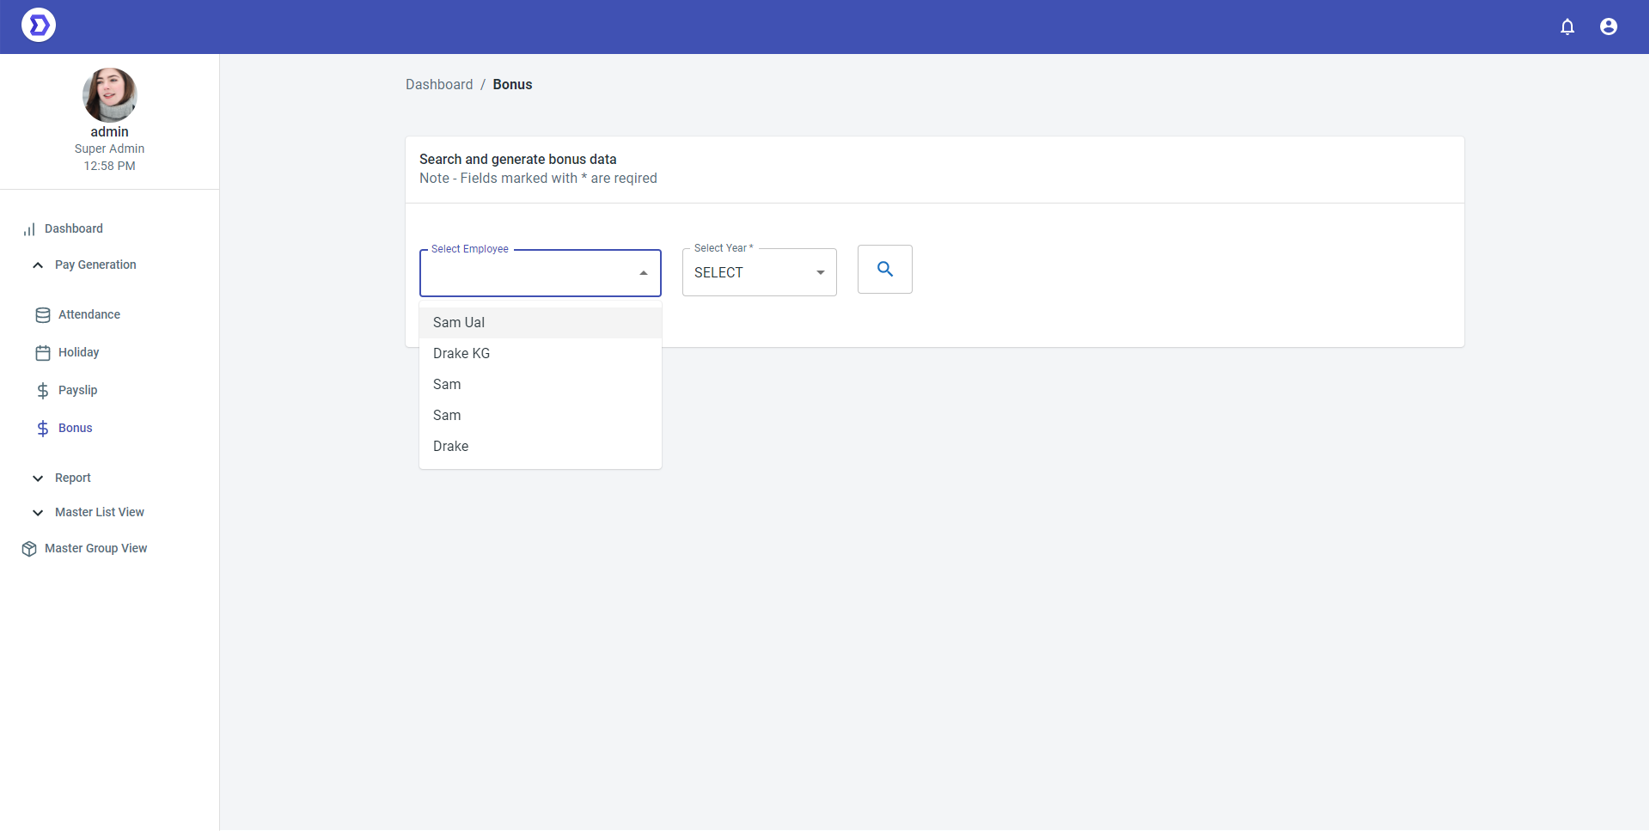 admin
Super Admin
12:58 PM
Dashboard
Pay Generation
Attendance
Holiday
Payslip
Bonus
Report
Master List View
Master Group View
Dashboard / Bonus
Search and generate bonus data
Note - Fields marked with * are reqired
Select Employee
Select Year *
SELECT
Sam Ual
Drake KG
Sam
Sam
Drake